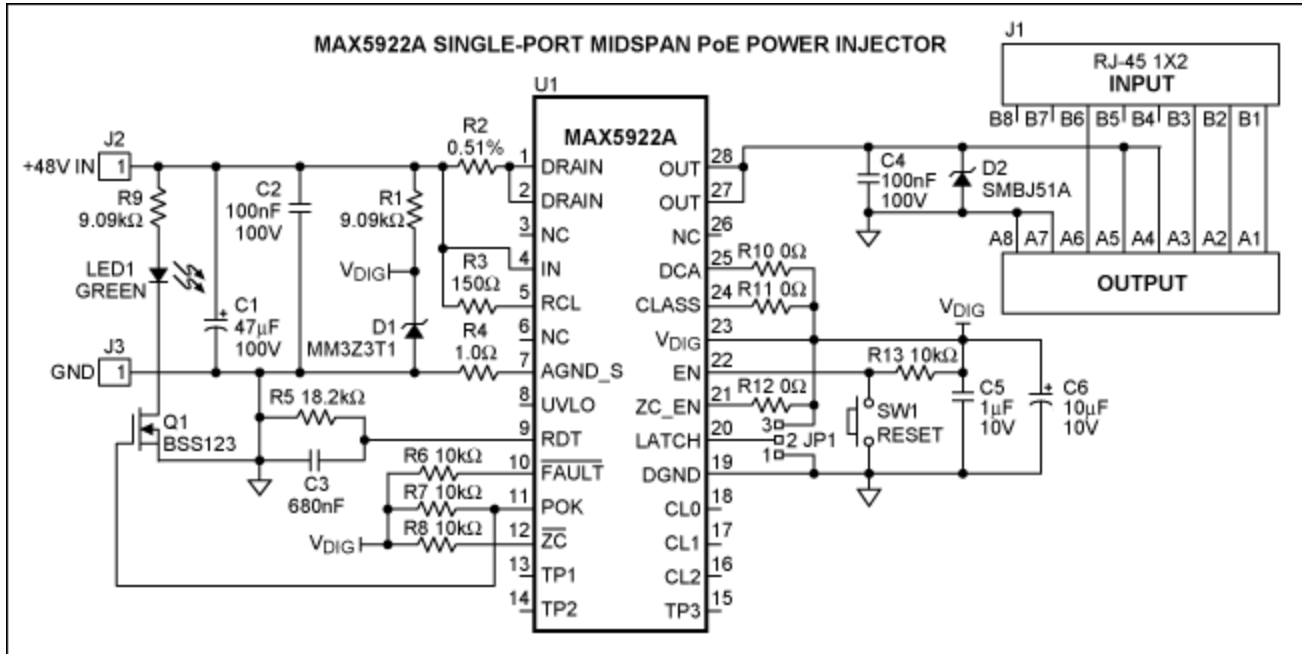 MAX5922A SINGLE-PORT MIDSPAN PoE POWER INJECTOR
J1
RJ-45 1X2
INPUT
B8 B7 B6 B5 B4 B3 B2 B1
A8 A7 A6 A5 A4 A3 A2 A1
OUTPUT
U1
MAX5922A
J2
+48V IN
1
R9
9.09kΩ
LED1
GREEN
C1
+
47μF
100V
C2
100nF
100V
R1
9.09kΩ
VDIG
D1
MM3Z3T1
R2
0.51%
R3
150Ω
R4
1.0Ω
J3
GND
1
Q1
BSS123
R5 18.2kΩ
C3
680nF
R6 10kΩ
R7 10kΩ
R8 10kΩ
VDIG
1 DRAIN
2 DRAIN
3 NC
4 IN
5 RCL
6 NC
7 AGND_S
8 UVLO
9 RDT
10 FAULT
11 POK
12 ZC
13 TP1
14 TP2
OUT 28
OUT 27
NC 26
DCA 25
CLASS 24
VDIG 23
EN 22
ZC_EN 21
LATCH 20
DGND 19
CL0 18
CL1 17
CL2 16
TP3 15
C4
100nF
100V
D2
SMBJ51A
R10 0Ω
R11 0Ω
VDIG
R13 10kΩ
R12 0Ω
3
2 JP1
1
SW1
RESET
C5
1μF
10V
+
C6
10μF
10V